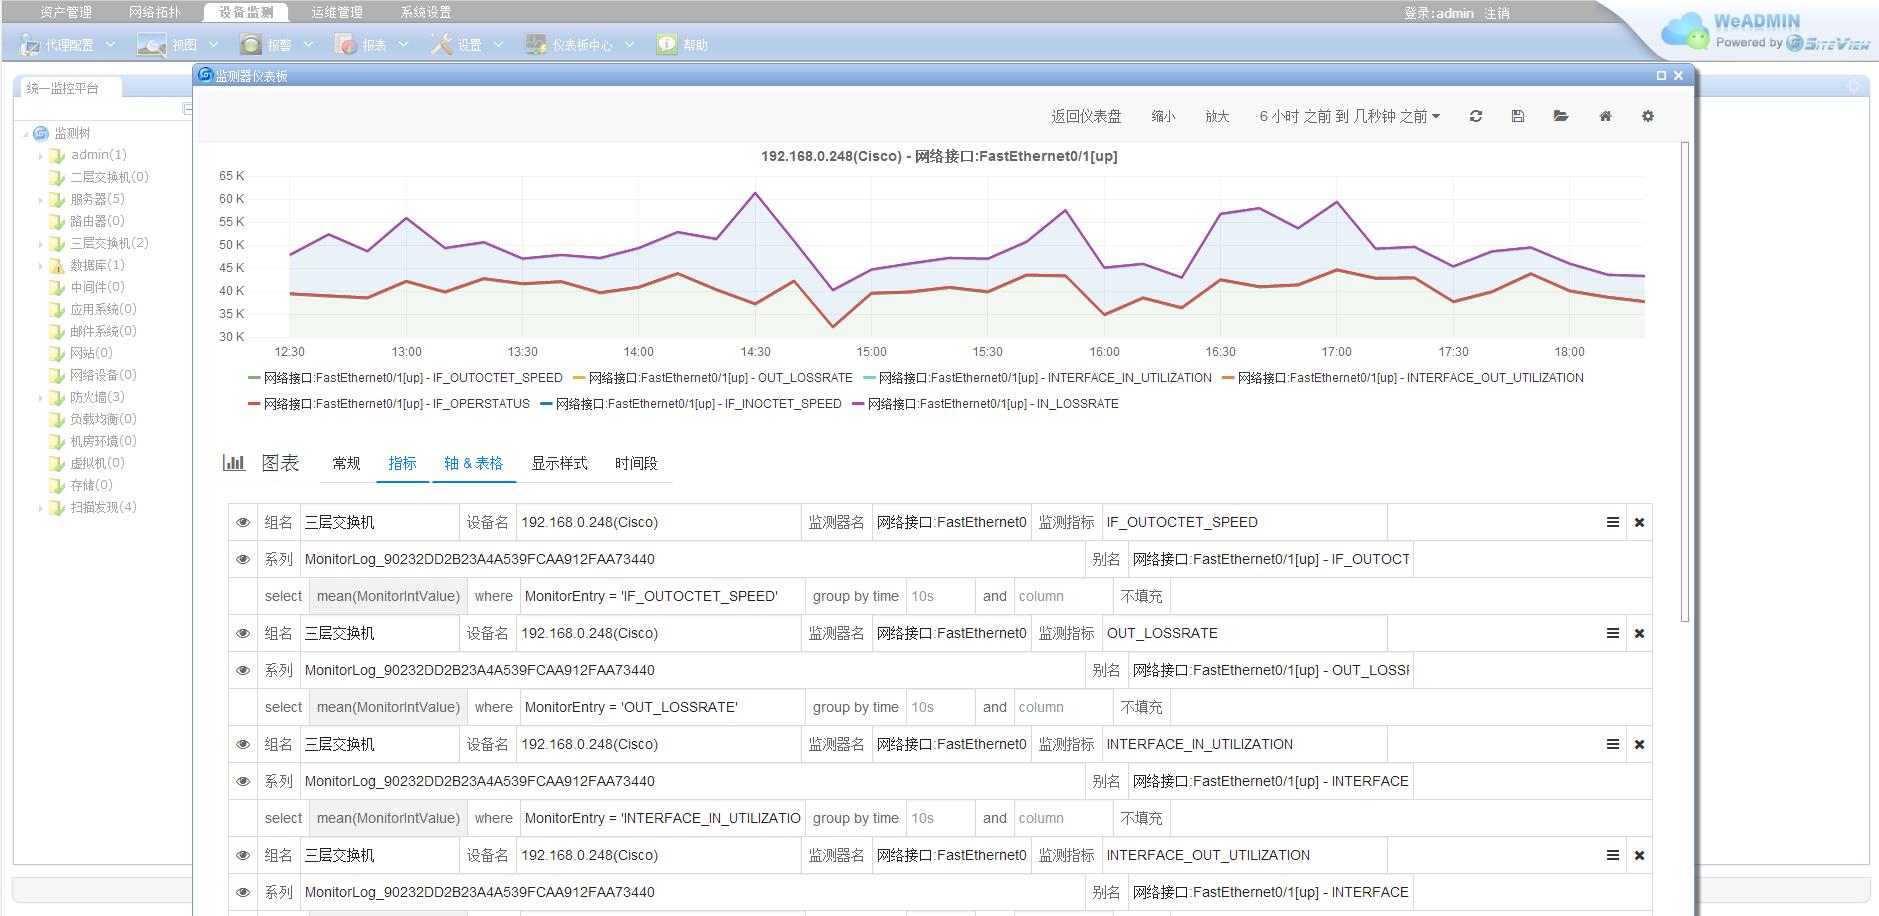 资产管理 网络拓扑 设备监测 运维管理 系统设置 登录:admin 注销
代理配置 视图 报警 报表 设置 仪表板中心 帮助
WeADMIN
Powered by SITEVIEW
统一监控平台
监测树
admin(1)
二层交换机(0)
服务器(5)
路由器(0)
三层交换机(2)
数据库(1)
中间件(0)
应用系统(0)
邮件系统(0)
网站(0)
网络设备(0)
防火墙(3)
负载均衡(0)
机房环境(0)
虚拟机(0)
存储(0)
扫描发现(4)
监测器仪表板
返回仪表盘 缩小 放大 6 小时 之前 到 几秒钟 之前
192.168.0.248(Cisco) - 网络接口:FastEthernet0/1[up]
65 K
60 K
55 K
50 K
45 K
40 K
35 K
30 K
12:30 13:00 13:30 14:00 14:30 15:00 15:30 16:00 16:30 17:00 17:30 18:00
网络接口:FastEthernet0/1[up] - IF_OUTOCTET_SPEED 网络接口:FastEthernet0/1[up] - OUT_LOSSRATE 网络接口:FastEthernet0/1[up] - INTERFACE_IN_UTILIZATION 网络接口:FastEthernet0/1[up] - INTERFACE_OUT_UTILIZATION
网络接口:FastEthernet0/1[up] - IF_OPERSTATUS 网络接口:FastEthernet0/1[up] - IF_INOCTET_SPEED 网络接口:FastEthernet0/1[up] - IN_LOSSRATE
图表 常规 指标 轴 & 表格 显示样式 时间段
组名 三层交换机 设备名 192.168.0.248(Cisco) 监测器名 网络接口:FastEthernet0 监测指标 IF_OUTOCTET_SPEED
系列 MonitorLog_90232DD2B23A4A539FCAA912FAA73440 别名 网络接口:FastEthernet0/1[up] - IF_OUTOCT
select mean(MonitorIntValue) where MonitorEntry = 'IF_OUTOCTET_SPEED' group by time 10s and column 不填充
组名 三层交换机 设备名 192.168.0.248(Cisco) 监测器名 网络接口:FastEthernet0 监测指标 OUT_LOSSRATE
系列 MonitorLog_90232DD2B23A4A539FCAA912FAA73440 别名 网络接口:FastEthernet0/1[up] - OUT_LOSSF
select mean(MonitorIntValue) where MonitorEntry = 'OUT_LOSSRATE' group by time 10s and column 不填充
组名 三层交换机 设备名 192.168.0.248(Cisco) 监测器名 网络接口:FastEthernet0 监测指标 INTERFACE_IN_UTILIZATION
系列 MonitorLog_90232DD2B23A4A539FCAA912FAA73440 别名 网络接口:FastEthernet0/1[up] - INTERFACE
select mean(MonitorIntValue) where MonitorEntry = 'INTERFACE_IN_UTILIZATIO group by time 10s and column 不填充
组名 三层交换机 设备名 192.168.0.248(Cisco) 监测器名 网络接口:FastEthernet0 监测指标 INTERFACE_OUT_UTILIZATION
系列 MonitorLog_90232DD2B23A4A539FCAA912FAA73440 别名 网络接口:FastEthernet0/1[up] - INTERFACE